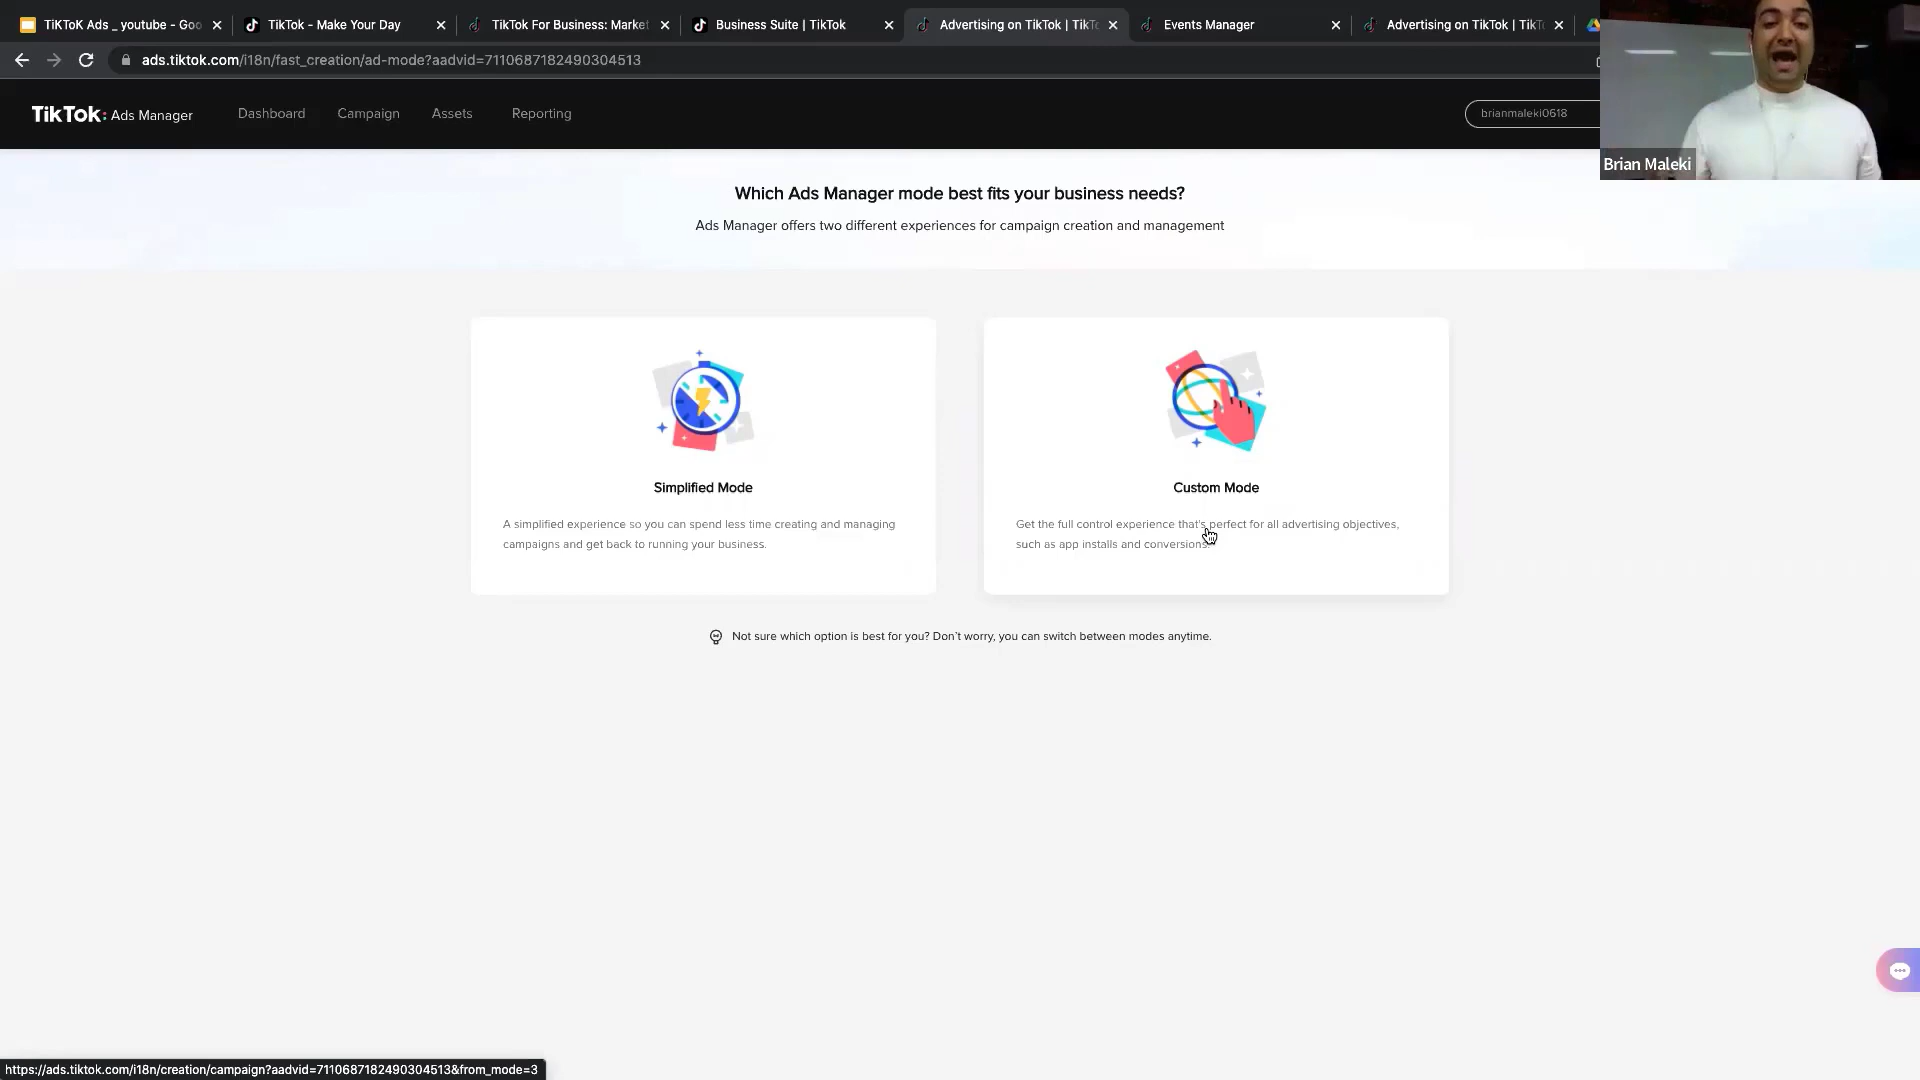 TiKToK Ads _ youtube - Goo
TikTok - Make Your Day
TikTok For Business: Market
Business Suite | TikTok
Advertising on TikTok | TikT
Events Manager
Advertising on TikTok | TikT
ads.tiktok.com/i18n/fast_creation/ad-mode?aadvid=7110687182490304513
TikTok: Ads Manager
Dashboard
Campaign
Assets
Reporting
brianmaleki0618
Brian Maleki
Which Ads Manager mode best fits your business needs?
Ads Manager offers two different experiences for campaign creation and management
Simplified Mode
A simplified experience so you can spend less time creating and managing
campaigns and get back to running your business.
Custom Mode
Get the full control experience that's perfect for all advertising objectives,
such as app installs and conversions.
Not sure which option is best for you? Don't worry, you can switch between modes anytime.
https://ads.tiktok.com/i18n/creation/campaign?aadvid=7110687182490304513&from_mode=3